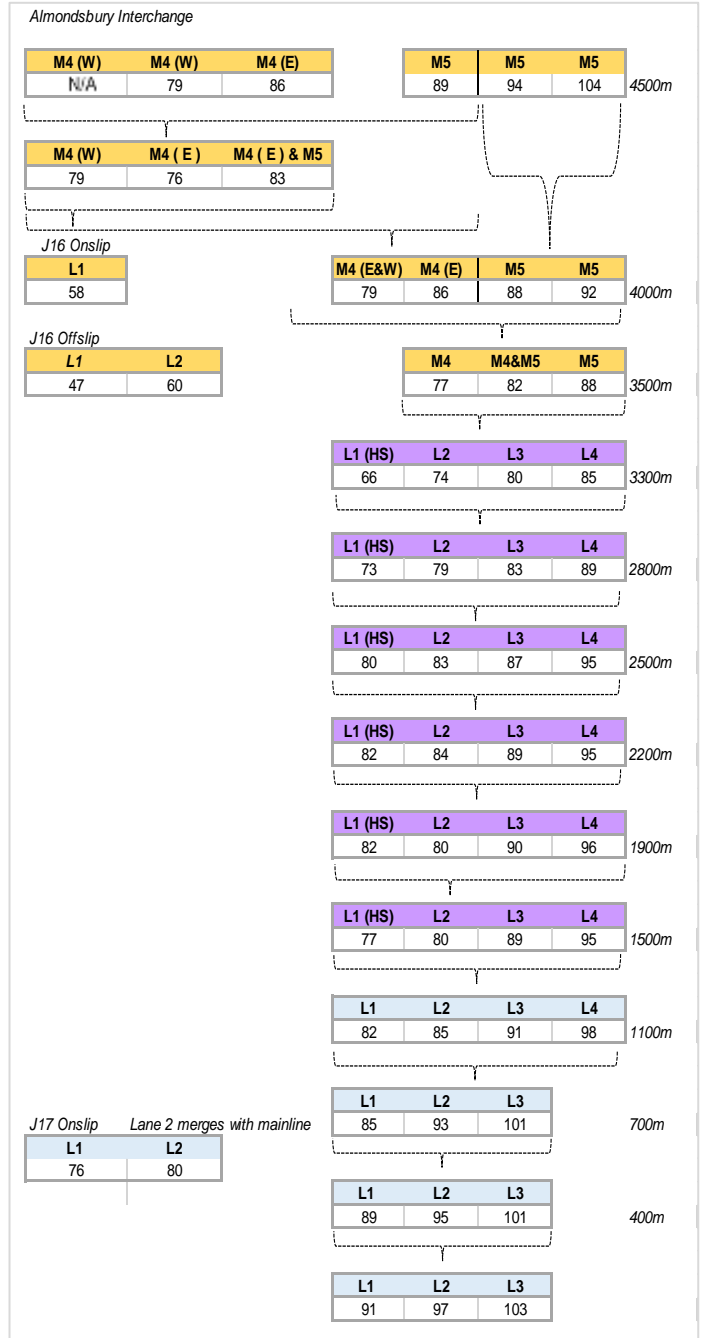 Almondsbury Interchange
M4 (W) M4 (W) M4 (E) M5 M5 M5
N/A 79 86 89 94 104 4500m
M4 (W) M4 ( E ) M4 ( E ) & M5
79 76 83
J16 Onslip
L1 M4 (E&W) M4 (E) M5 M5
58 79 86 88 92 4000m
J16 Offslip
L1 L2 M4 M4&M5 M5
47 60 77 82 88 3500m
L1 (HS) L2 L3 L4
66 74 80 85 3300m
L1 (HS) L2 L3 L4
73 79 83 89 2800m
L1 (HS) L2 L3 L4
80 83 87 95 2500m
L1 (HS) L2 L3 L4
82 84 89 95 2200m
L1 (HS) L2 L3 L4
82 80 90 96 1900m
L1 (HS) L2 L3 L4
77 80 89 95 1500m
L1 L2 L3 L4
82 85 91 98 1100m
L1 L2 L3
J17 Onslip Lane 2 merges with mainline 85 93 101 700m
L1 L2
76 80
L1 L2 L3
89 95 101 400m
L1 L2 L3
91 97 103